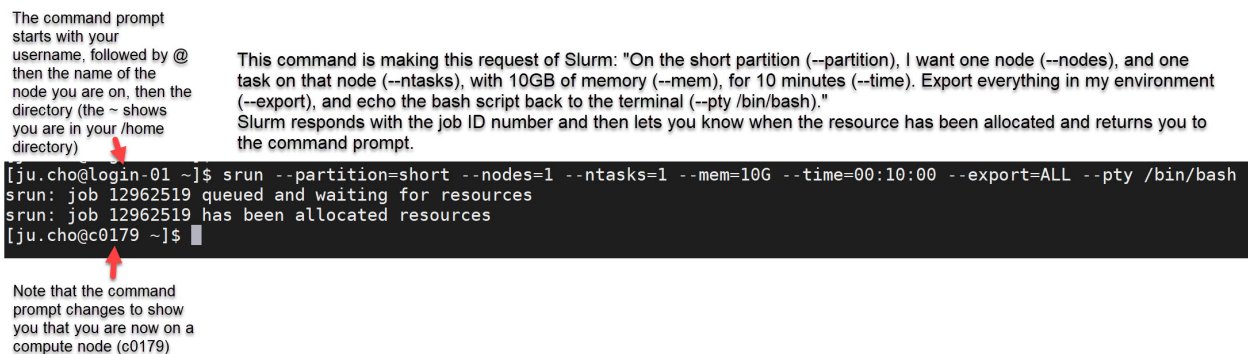 The command prompt
starts with your
username, followed by @
then the name of the
node you are on, then the
directory (the ~ shows
you are in your /home
directory)
This command is making this request of Slurm: "On the short partition (--partition), I want one node (--nodes), and one
task on that node (--ntasks), with 10GB of memory (--mem), for 10 minutes (--time). Export everything in my environment
(--export), and echo the bash script back to the terminal (--pty /bin/bash)."
Slurm responds with the job ID number and then lets you know when the resource has been allocated and returns you to
the command prompt.
[ju.cho@login-01 ~]$ srun --partition=short --nodes=1 --ntasks=1 --mem=10G --time=00:10:00 --export=ALL --pty /bin/bash
srun: job 12962519 queued and waiting for resources
srun: job 12962519 has been allocated resources
[ju.cho@c0179 ~]$
Note that the command
prompt changes to show
you that you are now on a
compute node (c0179)